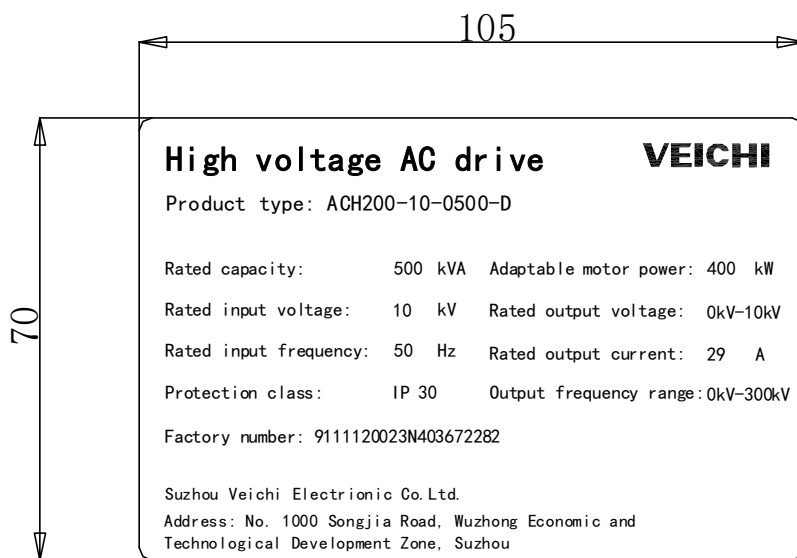 105
70
High voltage AC drive VEICHI
Product type: ACH200-10-0500-D
Rated capacity: 500 kVA Adaptable motor power: 400 kW
Rated input voltage: 10 kV Rated output voltage: 0kV-10kV
Rated input frequency: 50 Hz Rated output current: 29 A
Protection class: IP 30 Output frequency range: 0kV-300kV
Factory number: 9111120023N403672282
Suzhou Veichi Electrionic Co.Ltd.
Address: No. 1000 Songjia Road, Wuzhong Economic and
Technological Development Zone, Suzhou